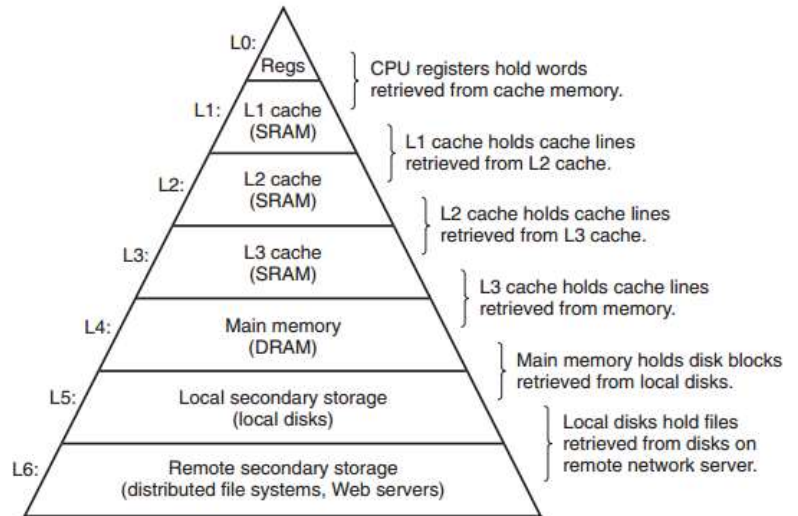 L0:
Regs
CPU registers hold words
retrieved from cache memory.
L1:
L1 cache
(SRAM)
L1 cache holds cache lines
retrieved from L2 cache.
L2:
L2 cache
(SRAM)
L2 cache holds cache lines
retrieved from L3 cache.
L3:
L3 cache
(SRAM)
L3 cache holds cache lines
retrieved from memory.
L4:
Main memory
(DRAM)
Main memory holds disk blocks
retrieved from local disks.
L5:
Local secondary storage
(local disks)
Local disks hold files
retrieved from disks on
remote network server.
L6:
Remote secondary storage
(distributed file systems, Web servers)